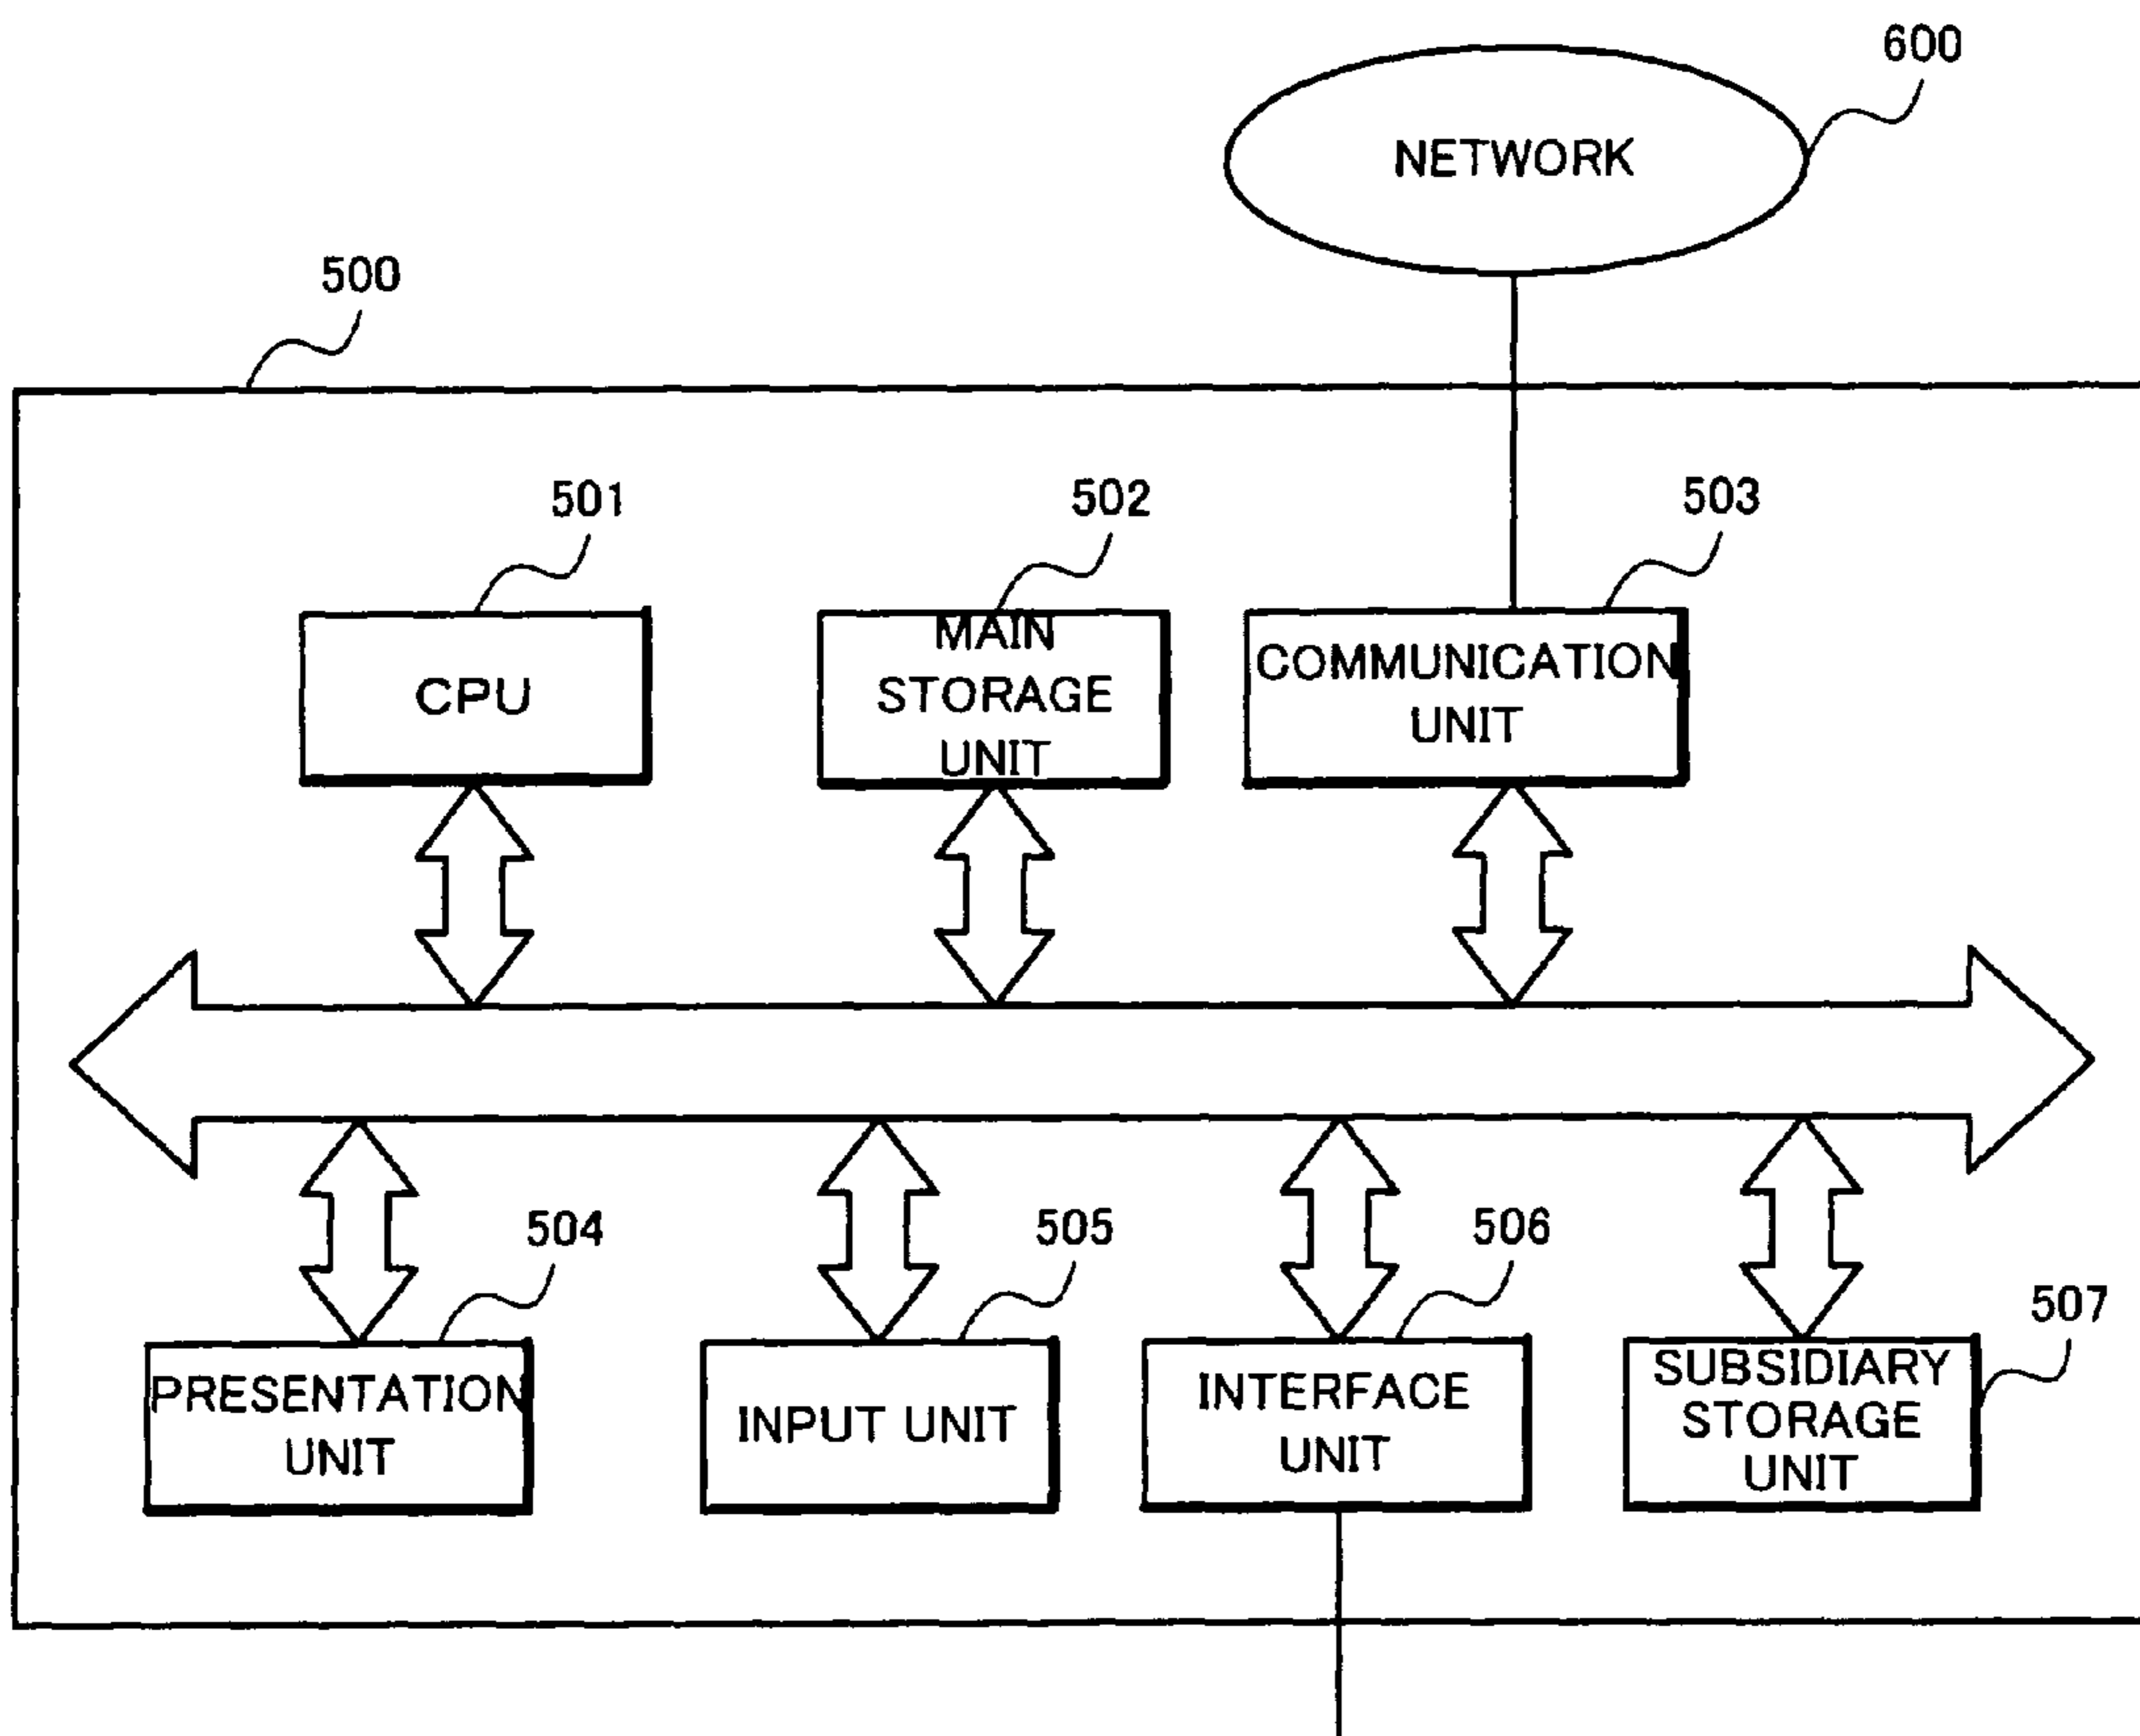 600
NETWORK
500
501
502
503
CPU
MAIN
STORAGE
UNIT
COMMUNICATION
UNIT
504
505
506
507
PRESENTATION
UNIT
INPUT UNIT
INTERFACE
UNIT
SUBSIDIARY
STORAGE
UNIT